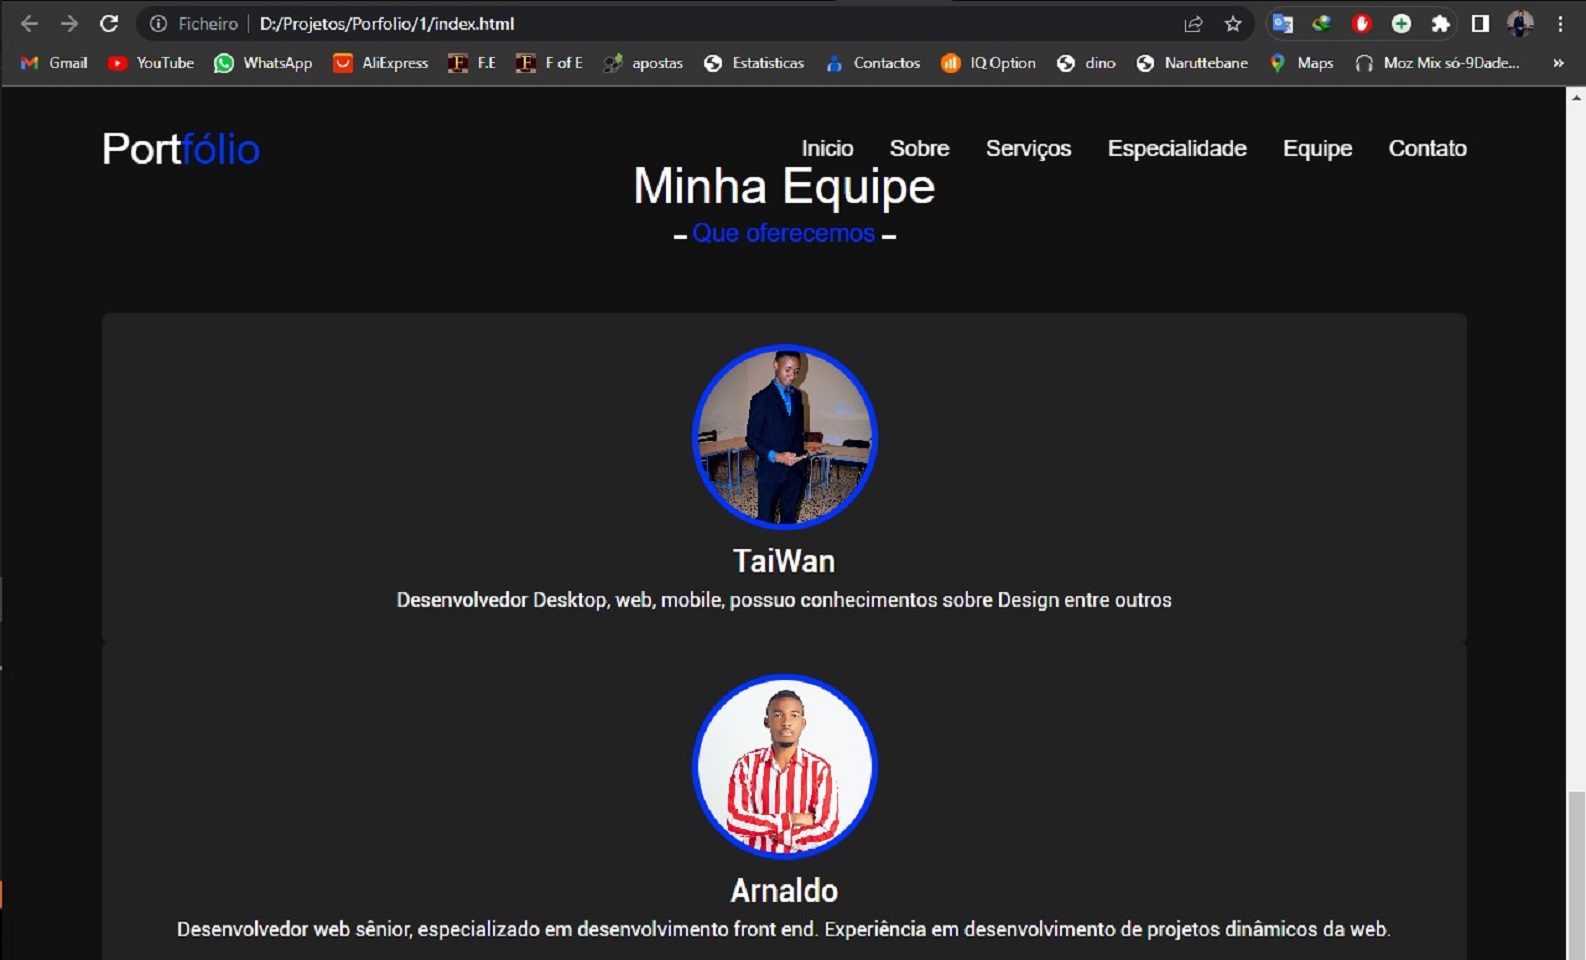 Ficheiro | D:/Projetos/Porfolio/1/index.html
Gmail YouTube WhatsApp AliExpress F.E F of E apostas Estatisticas Contactos IQ Option dino Naruttebane Maps Moz Mix só-9Dade... »
Portfólio Inicio Sobre Serviços Especialidade Equipe Contato
Minha Equipe
– Que oferecemos –
TaiWan
Desenvolvedor Desktop, web, mobile, possuo conhecimentos sobre Design entre outros
Arnaldo
Desenvolvedor web sênior, especializado em desenvolvimento front end. Experiência em desenvolvimento de projetos dinâmicos da web.